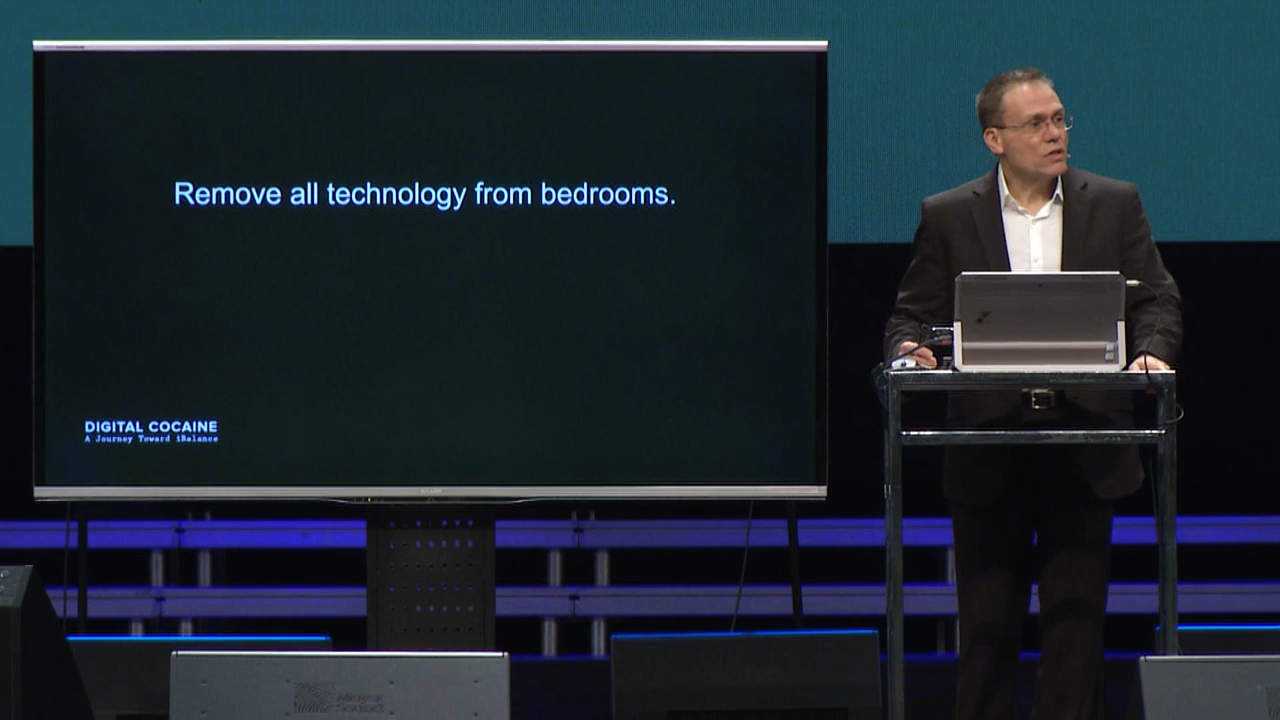 Remove all technology from bedrooms.
DIGITAL COCAINE
A Journey Toward iBalance